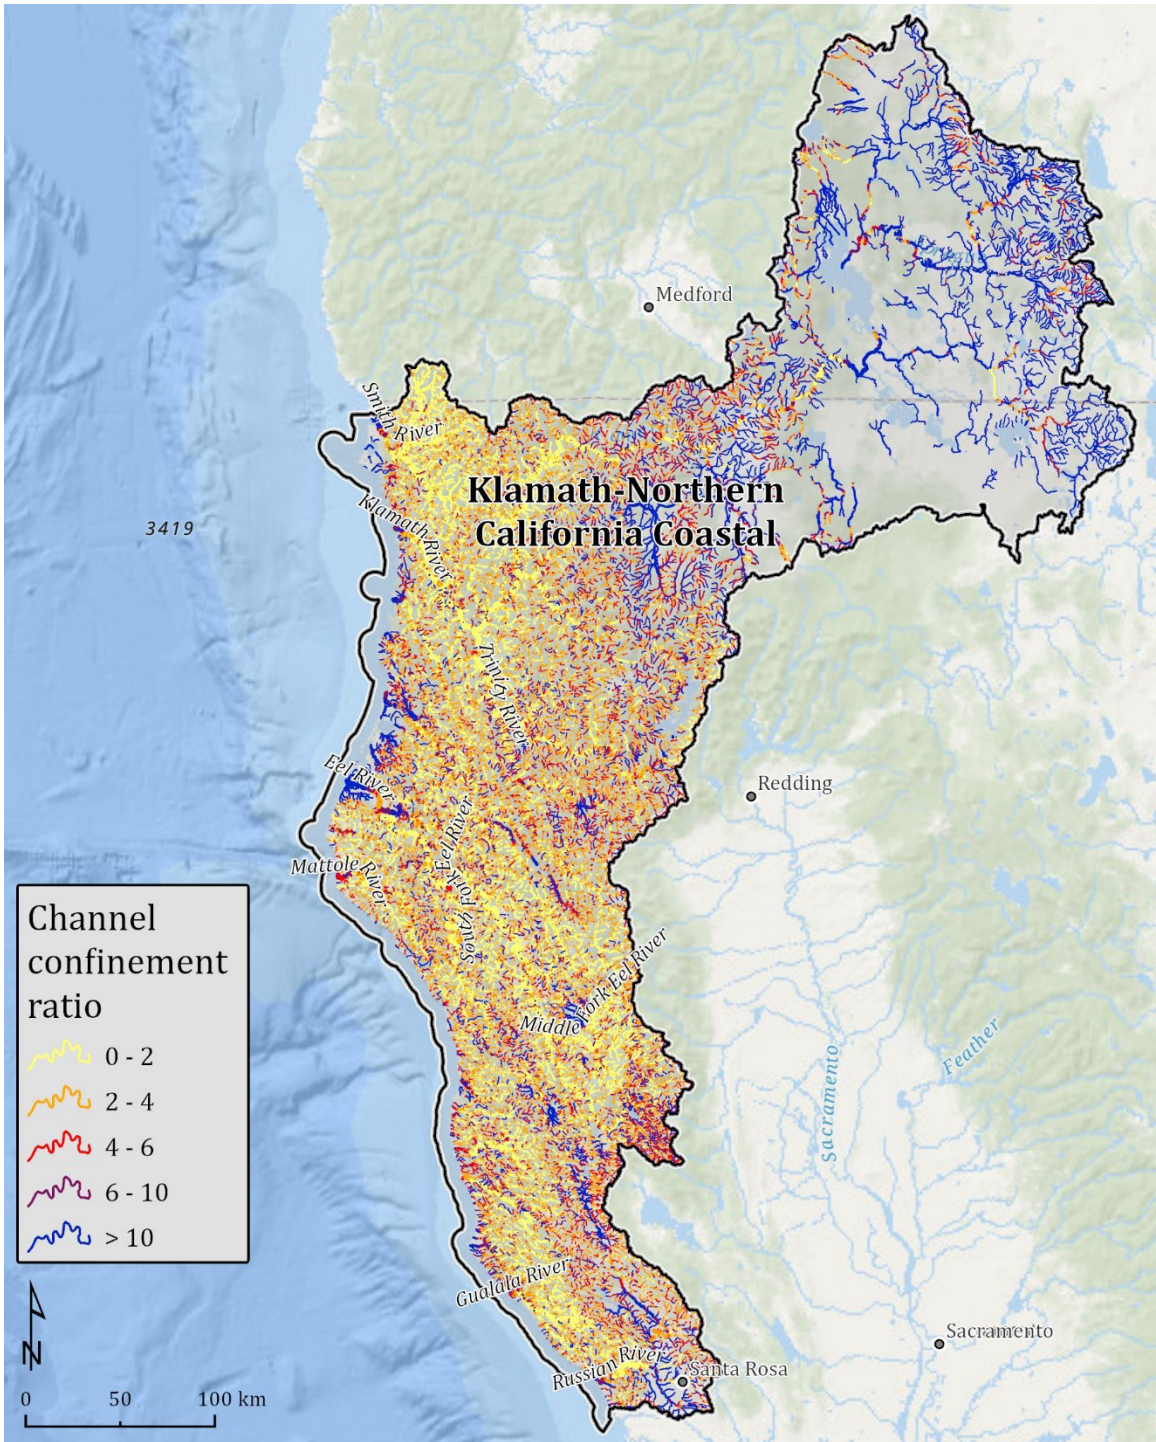 Medford
Smith River
Klamath-Northern
California Coastal
Klamath River
3419
Trinity River
Eel River
Redding
South Fork Eel River
Mattole River
Middle Fork Eel River
Feather
Sacramento
Gualala River
Russian River
Santa Rosa
Sacramento
Channel
confinement
ratio
0 - 2
2 - 4
4 - 6
6 - 10
> 10
N
0 50 100 km